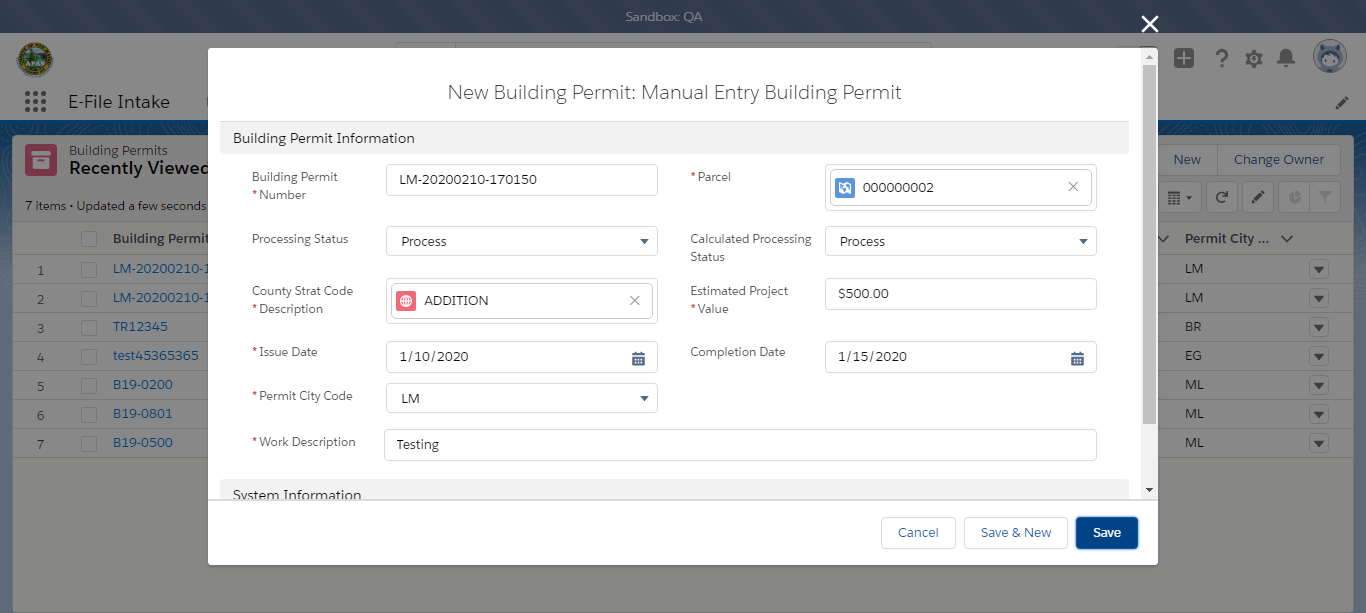 Sandbox: QA
APAS
E-File Intake
New Building Permit: Manual Entry Building Permit
Building Permit Information
Building Permit
* Number
LM-20200210-170150
* Parcel
000000002
Processing Status
Process
Calculated Processing
Status
Process
County Strat Code
* Description
ADDITION
Estimated Project
* Value
$500.00
* Issue Date
1/10/2020
Completion Date
1/15/2020
* Permit City Code
LM
* Work Description
Testing
System Information
Cancel
Save & New
Save
Building Permits
Recently Viewed
New
Change Owner
7 items • Updated a few seconds
Building Permit
Permit City ...
1 LM-20200210-1 LM
2 LM-20200210-1 LM
3 TR12345 BR
4 test45365365 EG
5 B19-0200 ML
6 B19-0801 ML
7 B19-0500 ML